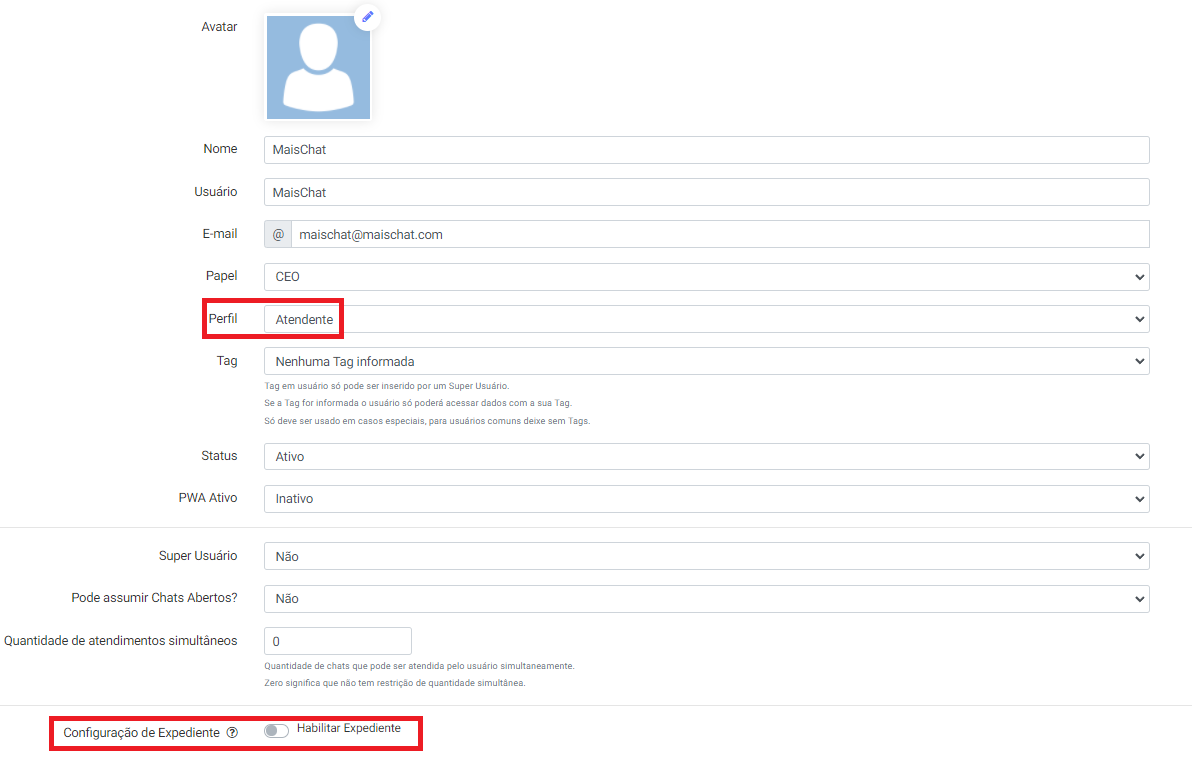 Avatar
Nome MaisChat
Usuário MaisChat
E-mail @ maischat@maischat.com
Papel CEO
Perfil Atendente
Tag Nenhuma Tag informada
Tag em usuário só pode ser inserido por um Super Usuário.
Se a Tag for informada o usuário só poderá acessar dados com a sua Tag.
Só deve ser usado em casos especiais, para usuários comuns deixe sem Tags.
Status Ativo
PWA Ativo Inativo
Super Usuário Não
Pode assumir Chats Abertos? Não
Quantidade de atendimentos simultâneos 0
Quantidade de chats que pode ser atendida pelo usuário simultaneamente.
Zero significa que não tem restrição de quantidade simultânea.
Configuração de Expediente ? Habilitar Expediente